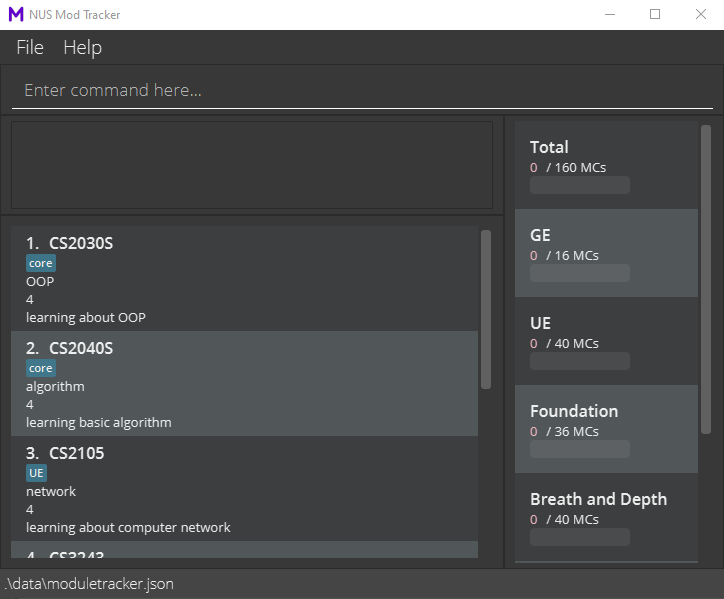 NUS Mod Tracker
File Help
Enter command here...
1. CS2030S
core
OOP
4
learning about OOP
2. CS2040S
core
algorithm
4
learning basic algorithm
3. CS2105
UE
network
4
learning about computer network
4. CS3243
Total
0 / 160 MCs
GE
0 / 16 MCs
UE
0 / 40 MCs
Foundation
0 / 36 MCs
Breath and Depth
0 / 40 MCs
.\data\moduletracker.json